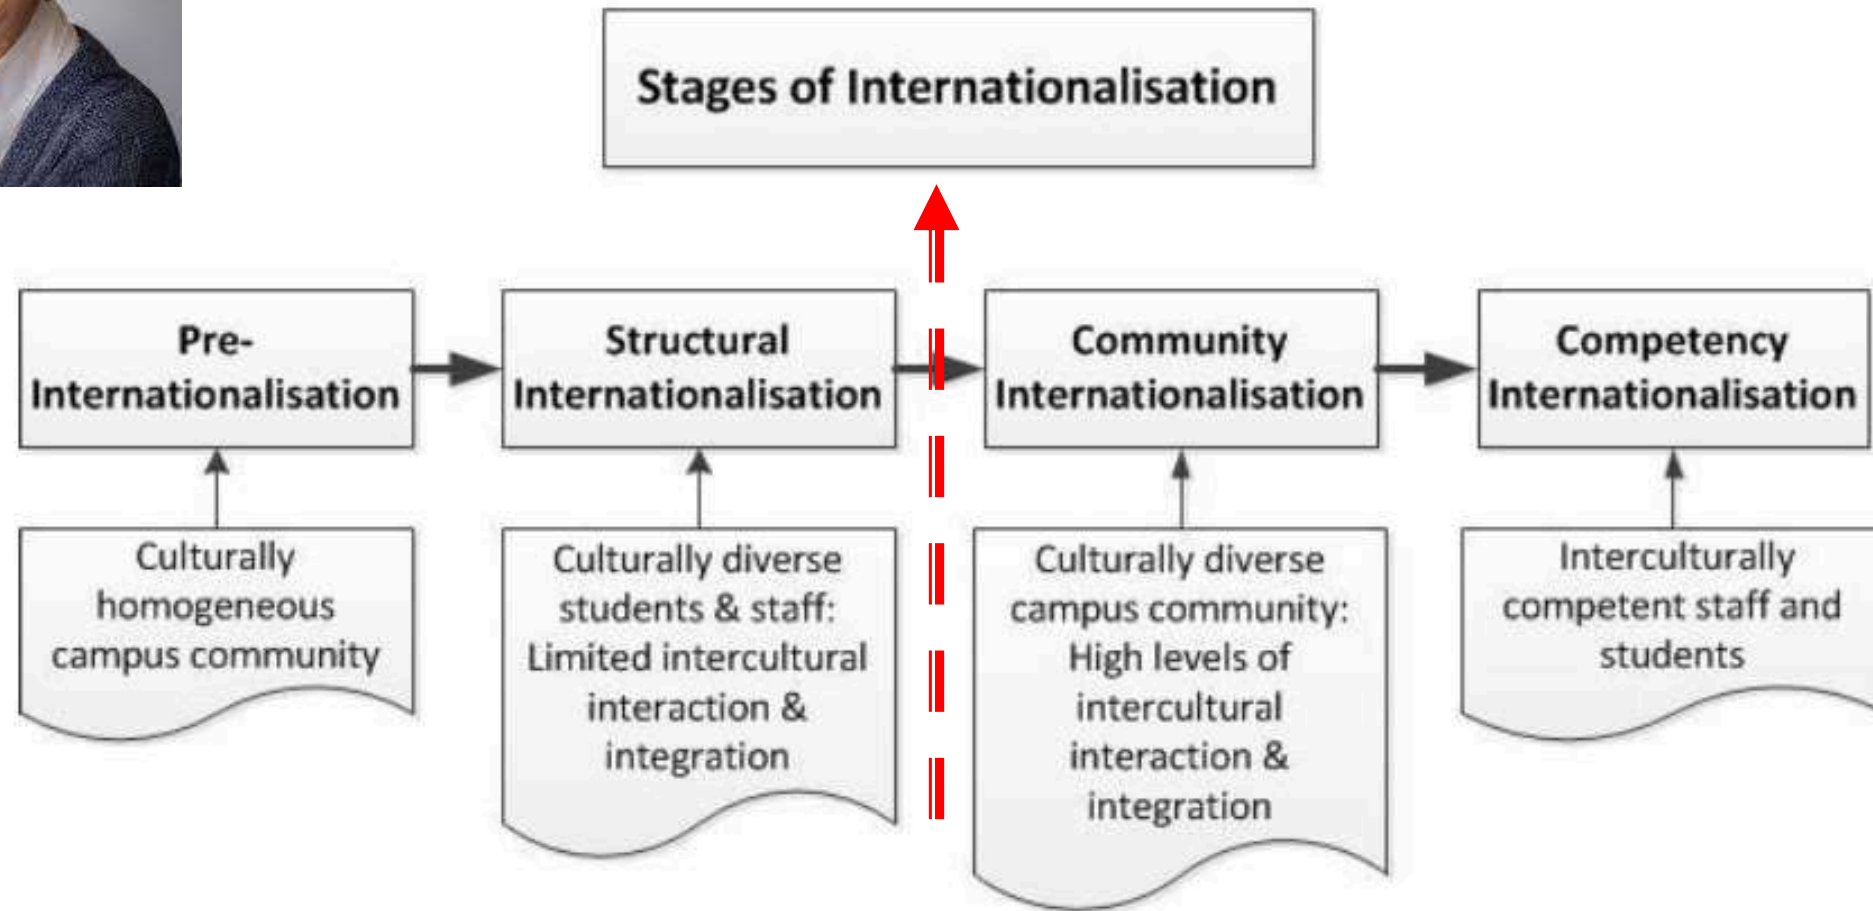 Stages of Internationalisation
Pre-
Internationalisation
Structural
Internationalisation
Community
Internationalisation
Competency
Internationalisation
Culturally
homogeneous
campus community
Culturally diverse
students & staff:
Limited intercultural
interaction &
integration
Culturally diverse
campus community:
High levels of
intercultural
interaction &
integration
Interculturally
competent staff and
students